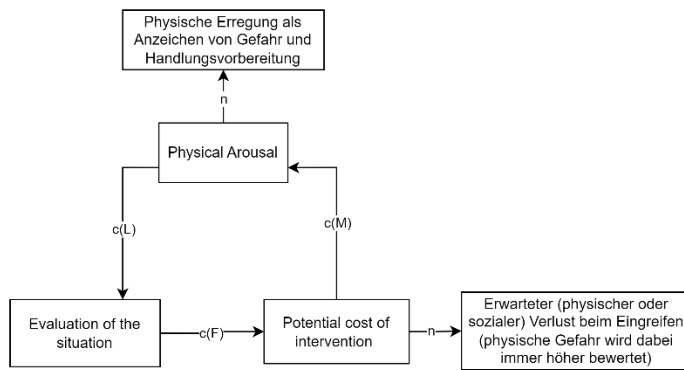 Physische Erregung als
Anzeichen von Gefahr und
Handlungsvorbereitung
n
Physical Arousal
c(L)
c(M)
Evaluation of the
situation
c(F)
Potential cost of
intervention
n
Erwarteter (physischer oder
sozialer) Verlust beim Eingreifen
(physische Gefahr wird dabei
immer höher bewertet)